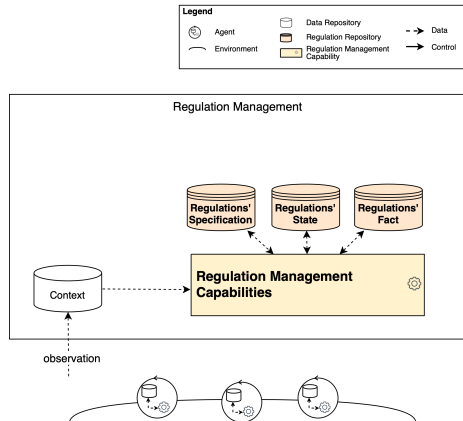 Legend
Agent
Environment
Data Repository
Regulation Repository
Regulation Management
Capability
Data
Control
Regulation Management
Regulations'
Specification
Regulations'
State
Regulations'
Fact
Regulation Management
Capabilities
Context
observation